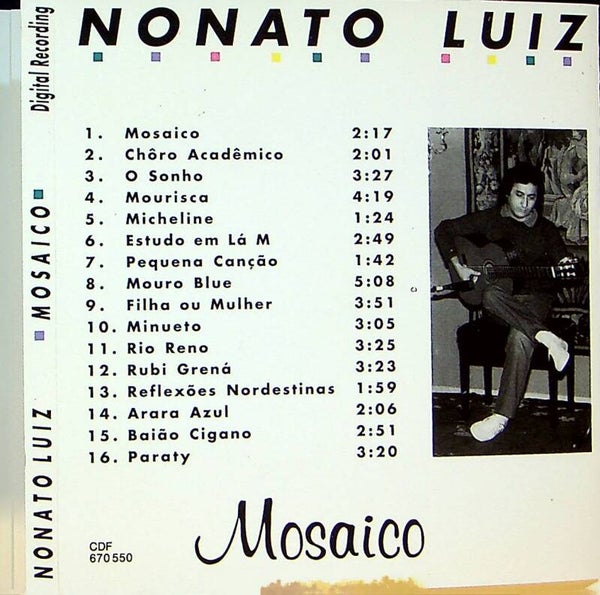 NONATO LUIZ
Digital Recording
MOSAICO
NONATO LUIZ
1. Mosaico 2:17
2. Chôro Acadêmico 2:01
3. O Sonho 3:27
4. Mourisca 4:19
5. Micheline 1:24
6. Estudo em Lá M 2:49
7. Pequena Canção 1:42
8. Mouro Blue 5:08
9. Filha ou Mulher 3:51
10. Minueto 3:05
11. Rio Reno 3:25
12. Rubi Grená 3:23
13. Reflexões Nordestinas 1:59
14. Arara Azul 2:06
15. Baião Cigano 2:51
16. Paraty 3:20
Mosaico
CDF
670 550